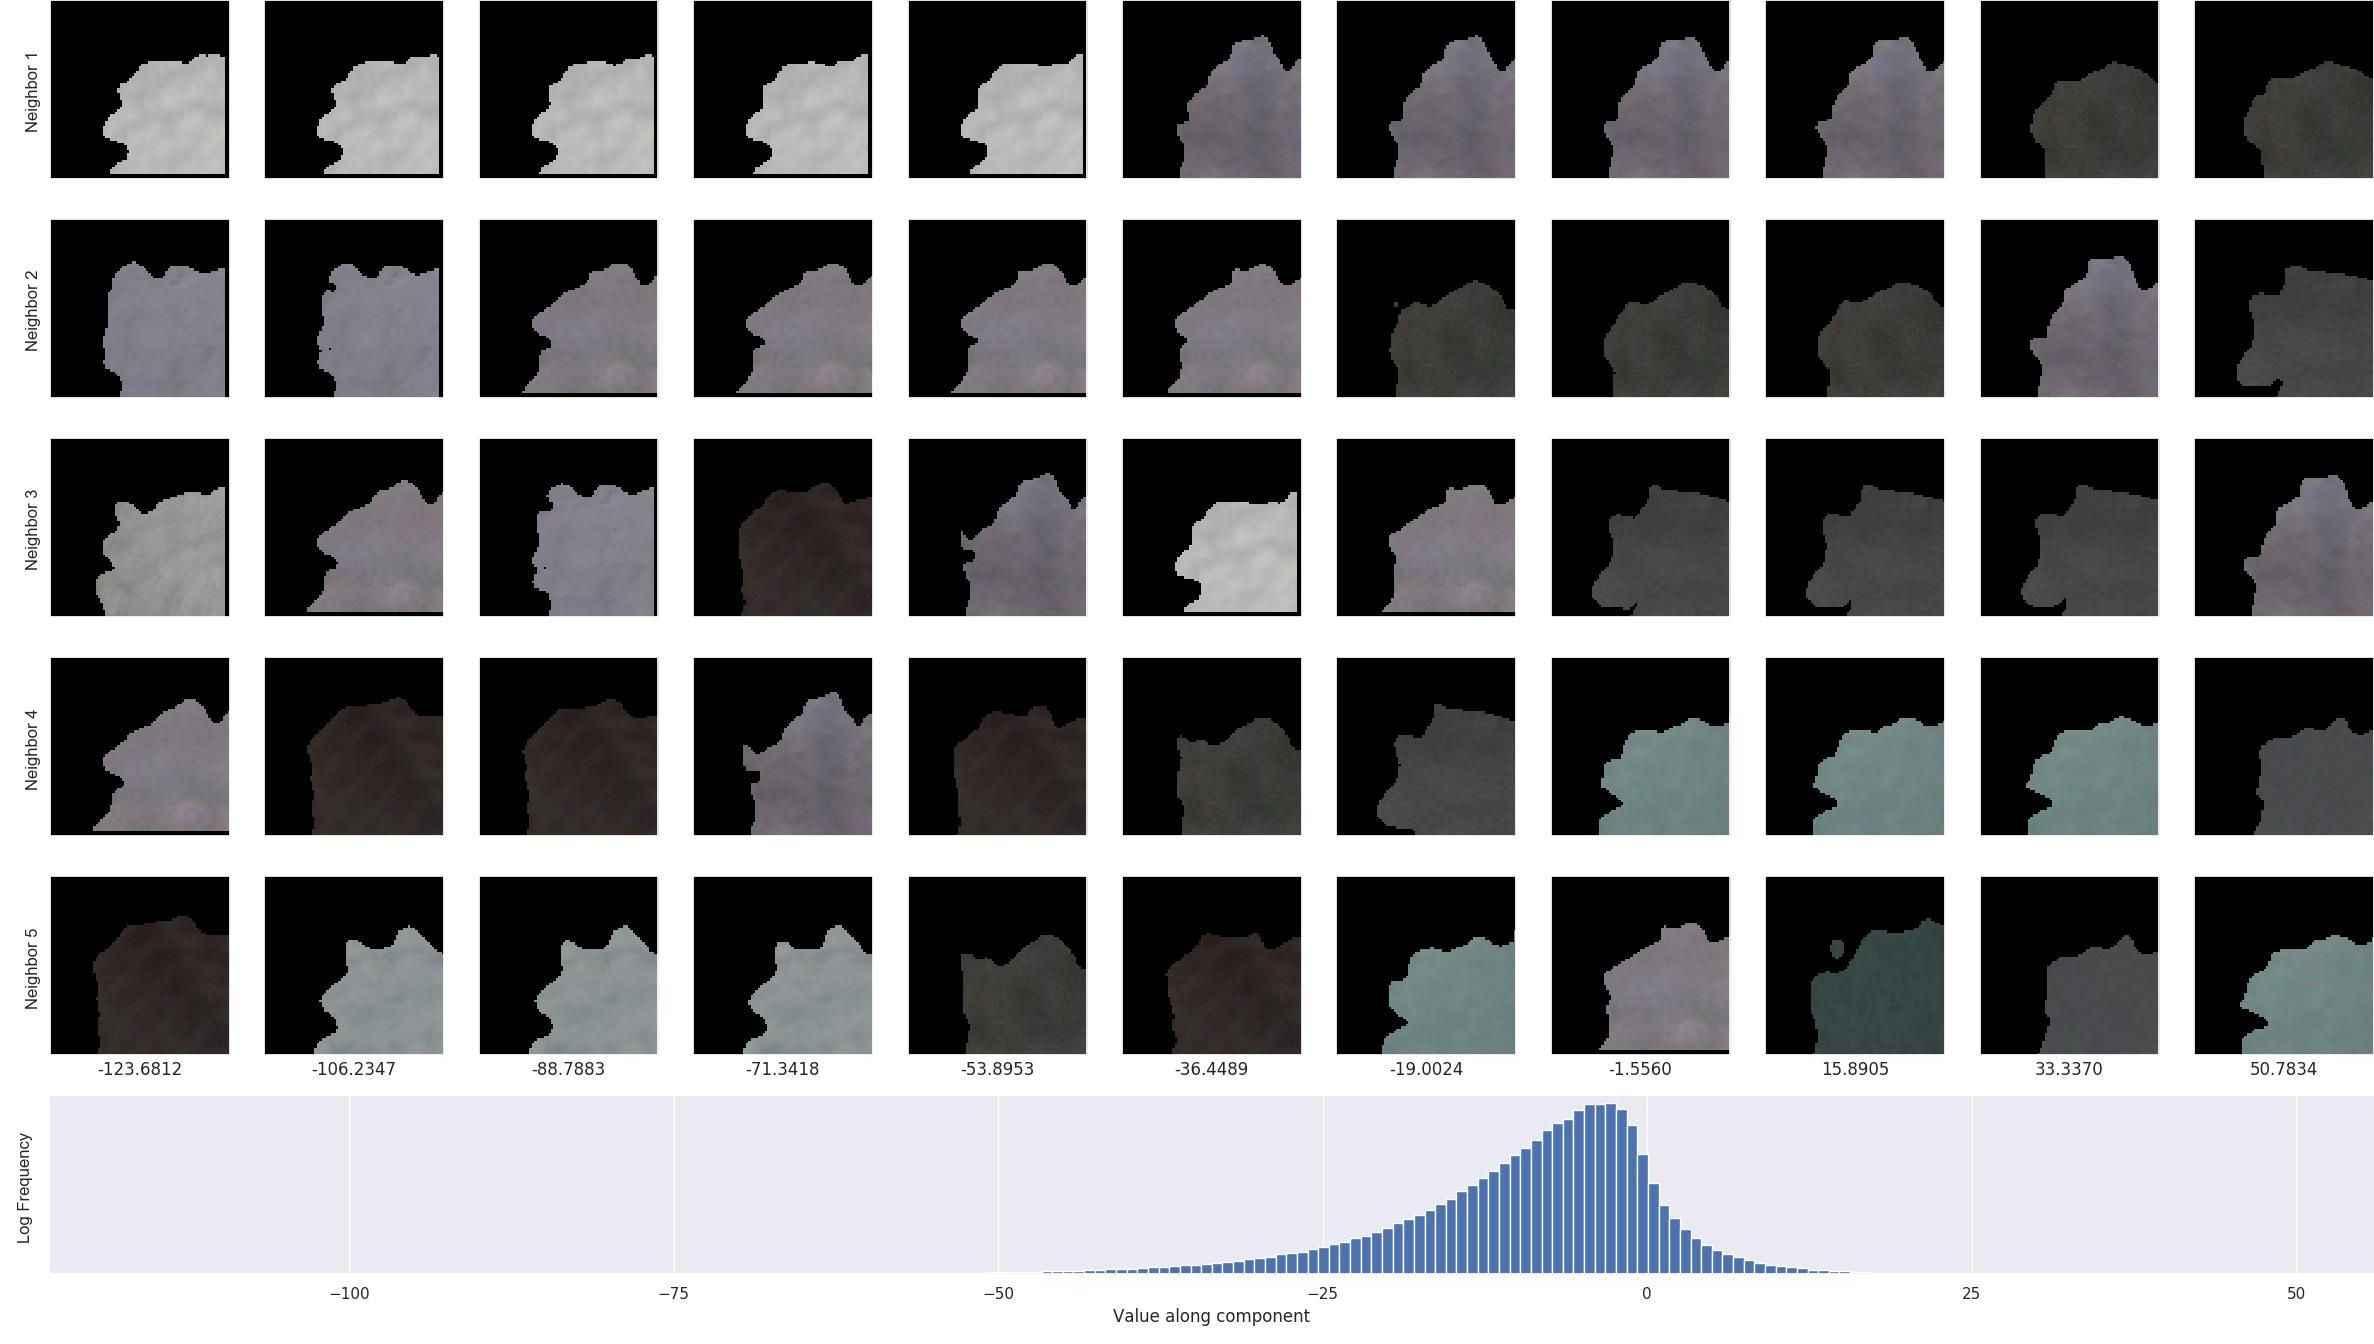 Neighbor 1
Neighbor 2
Neighbor 3
Neighbor 4
Neighbor 5
-123.6812 -106.2347 -88.7883 -71.3418 -53.8953 -36.4489 -19.0024 -1.5560 15.8905 33.3370 50.7834
Log Frequency
−100 −75 −50 −25 0 25 50
Value along component